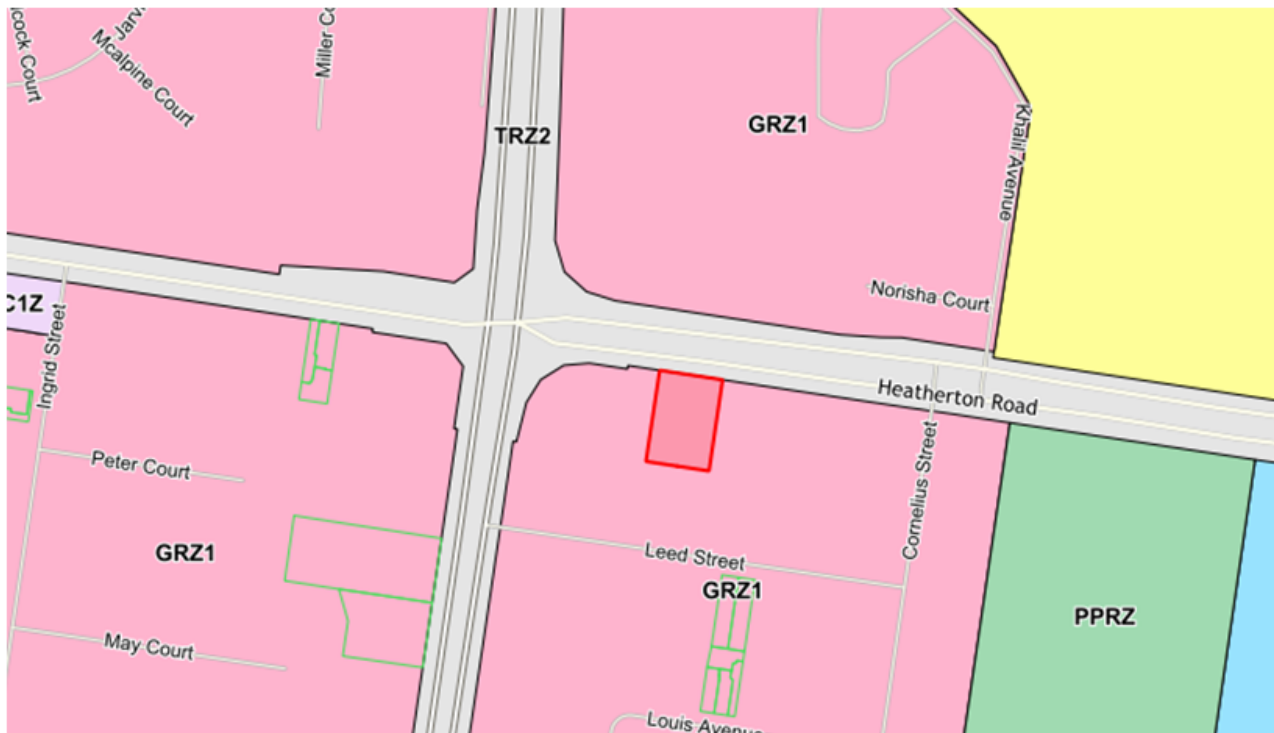 Mcalpine Court
TRZ2
GRZ1
Khalil Avenue
Norisha Court
C1Z
Ingrid Street
Heatherton Road
Cornelius Street
Peter Court
GRZ1
Leed Street
GRZ1
PPRZ
May Court
Louis Avenue